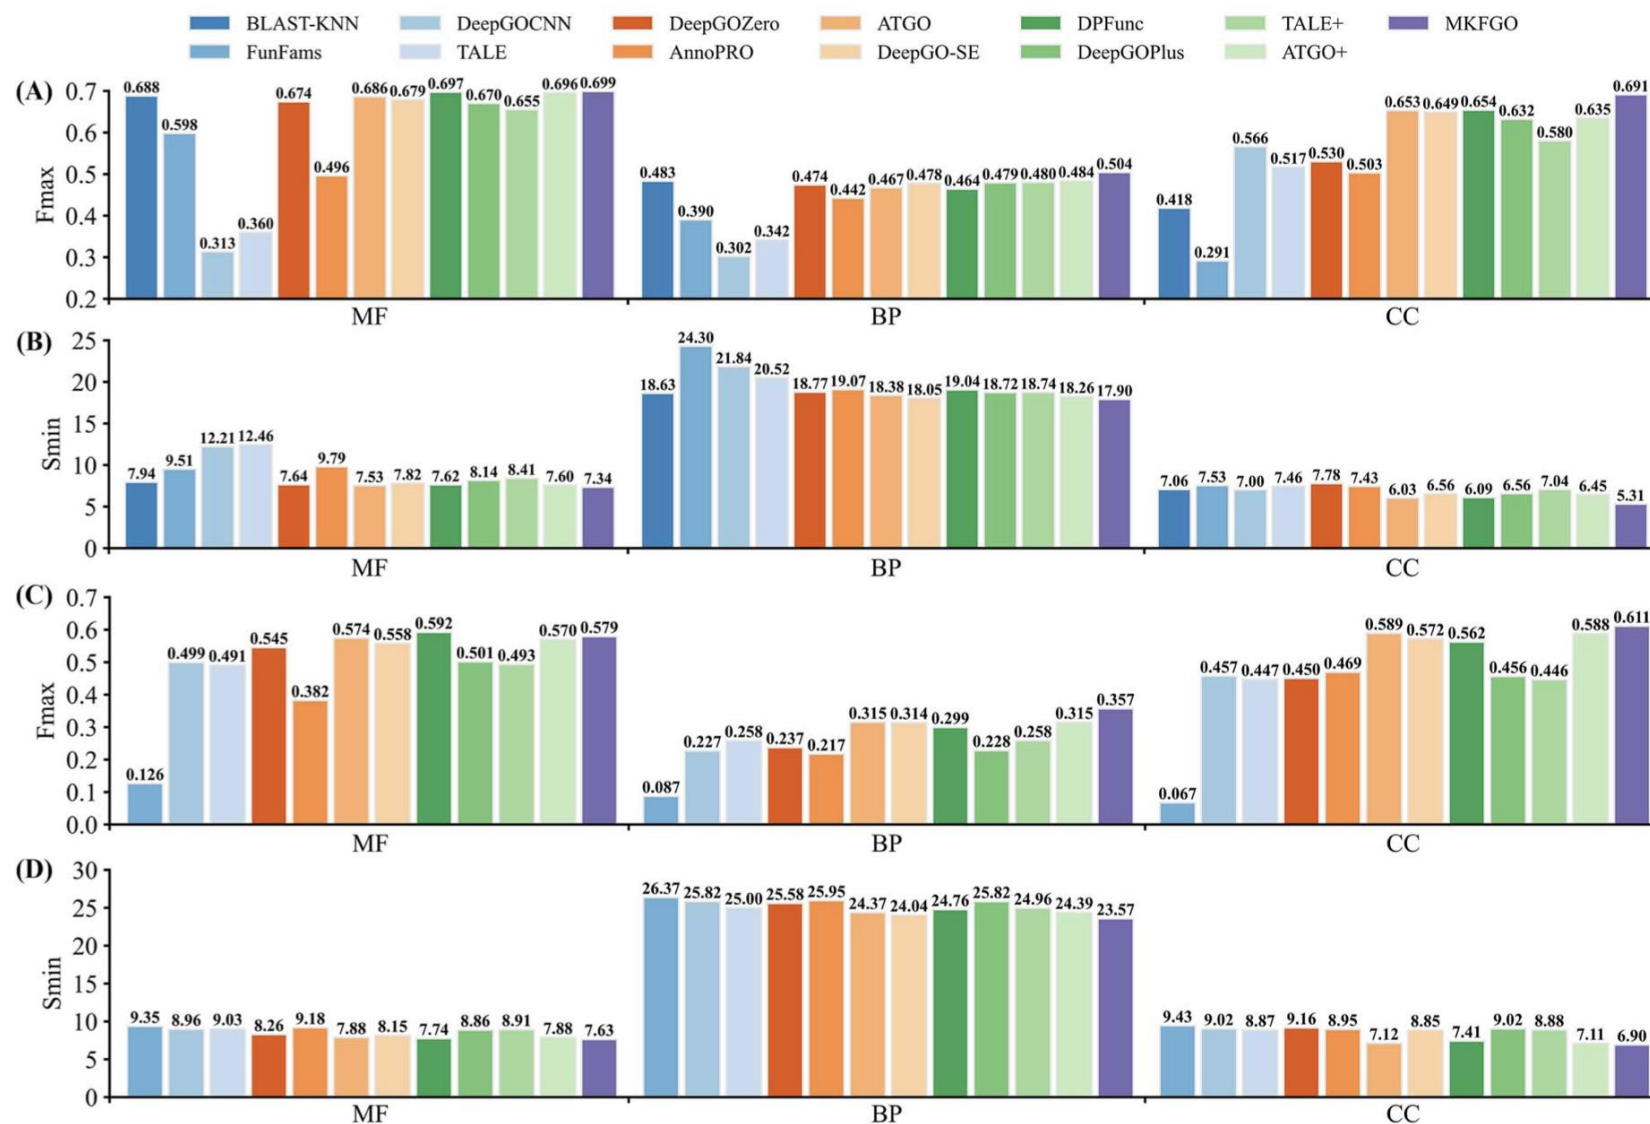 BLAST-KNN DeepGOCNN DeepGOZero ATGO DPFunc TALE+ MKFGO
FunFams TALE AnnoPRO DeepGO-SE DeepGOPlus ATGO+
(A)
Fmax
0.7
0.6
0.5
0.4
0.3
0.2
0.688 0.598 0.313 0.360 0.674 0.496 0.686 0.679 0.697 0.670 0.655 0.696 0.699
0.483 0.390 0.302 0.342 0.474 0.442 0.467 0.478 0.464 0.479 0.480 0.484 0.504
0.418 0.291 0.566 0.517 0.530 0.503 0.653 0.649 0.654 0.632 0.580 0.635 0.691
MF BP CC
(B)
Smin
25
20
15
10
5
0
7.94 9.51 12.21 12.46 7.64 9.79 7.53 7.82 7.62 8.14 8.41 7.60 7.34
18.63 24.30 21.84 20.52 18.77 19.07 18.38 18.05 19.04 18.72 18.74 18.26 17.90
7.06 7.53 7.00 7.46 7.78 7.43 6.03 6.56 6.09 6.56 7.04 6.45 5.31
MF BP CC
(C)
Fmax
0.7
0.6
0.5
0.4
0.3
0.2
0.1
0.0
0.126 0.499 0.491 0.545 0.382 0.574 0.558 0.592 0.501 0.493 0.570 0.579
0.087 0.227 0.258 0.237 0.217 0.315 0.314 0.299 0.228 0.258 0.315 0.357
0.067 0.457 0.447 0.450 0.469 0.589 0.572 0.562 0.456 0.446 0.588 0.611
MF BP CC
(D)
Smin
30
25
20
15
10
5
0
9.35 8.96 9.03 8.26 9.18 7.88 8.15 7.74 8.86 8.91 7.88 7.63
26.37 25.82 25.00 25.58 25.95 24.37 24.04 24.76 25.82 24.96 24.39 23.57
9.43 9.02 8.87 9.16 8.95 7.12 8.85 7.41 9.02 8.88 7.11 6.90
MF BP CC